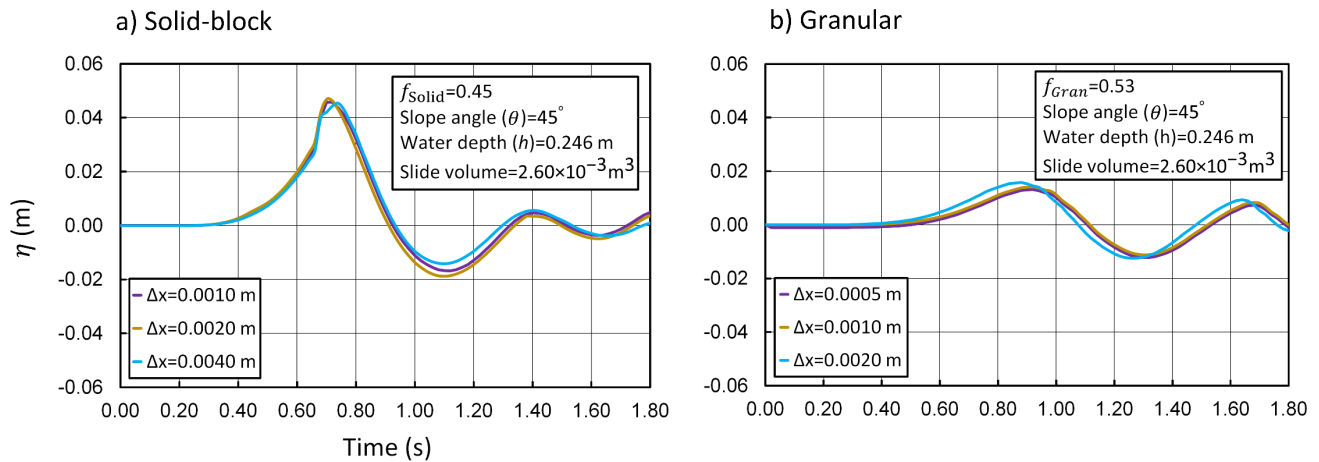 a) Solid-block
b) Granular
0.06
0.04
0.02
0.00
-0.02
-0.04
-0.06
η (m)
f_Solid=0.45
Slope angle (θ)=45°
Water depth (h)=0.246 m
Slide volume=2.60×10⁻³m³
Δx=0.0010 m
Δx=0.0020 m
Δx=0.0040 m
0.00 0.20 0.40 0.60 0.80 1.00 1.20 1.40 1.60 1.80
Time (s)
0.06
0.04
0.02
0.00
-0.02
-0.04
-0.06
f_Gran=0.53
Slope angle (θ)=45°
Water depth (h)=0.246 m
Slide volume=2.60×10⁻³m³
Δx=0.0005 m
Δx=0.0010 m
Δx=0.0020 m
0.00 0.20 0.40 0.60 0.80 1.00 1.20 1.40 1.60 1.80